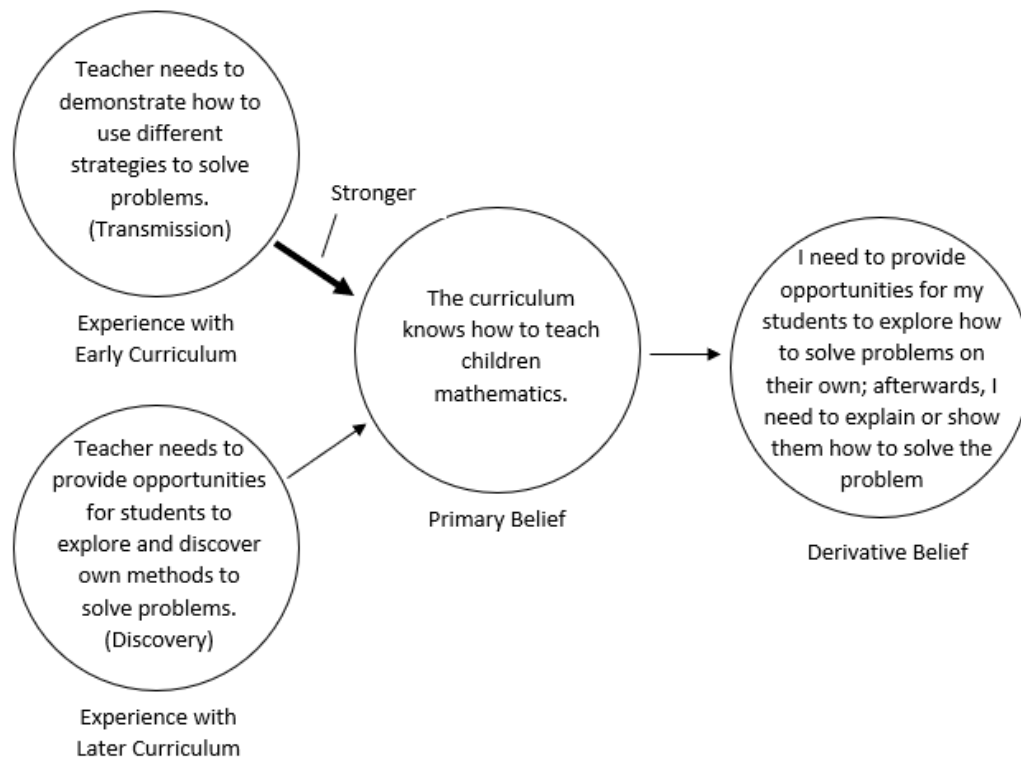 Teacher needs to
demonstrate how to
use different
strategies to solve
problems.
(Transmission)
Experience with
Early Curriculum
Stronger
Teacher needs to
provide opportunities
for students to
explore and discover
own methods to
solve problems.
(Discovery)
Experience with
Later Curriculum
The curriculum
knows how to teach
children
mathematics.
Primary Belief
I need to provide
opportunities for my
students to explore how
to solve problems on
their own; afterwards, I
need to explain or show
them how to solve the
problem
Derivative Belief